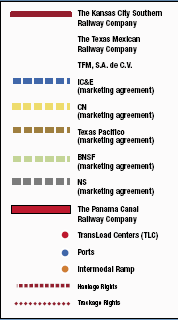 The Kansas City Southern
Railway Company
The Texas Mexican
Railway Company
TFM, S.A. de C.V.
IC&E
(marketing agreement)
CN
(marketing agreement)
Texas Pacifico
(marketing agreement)
BNSF
(marketing agreement)
NS
(marketing agreement)
The Panama Canal
Railway Company
TransLoad Centers (TLC)
Ports
Intermodal Ramp
Haulage Rights
Trackage Rights